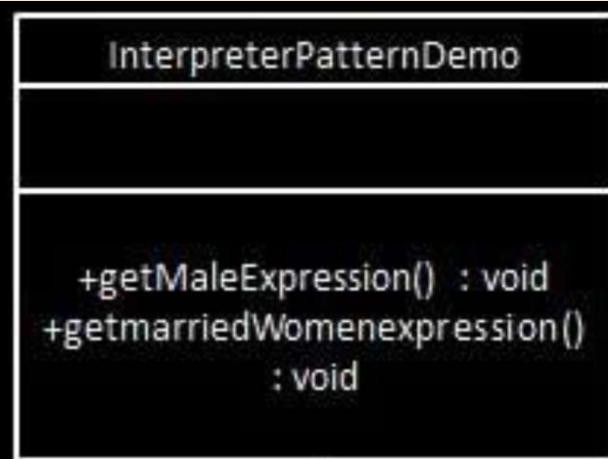 InterpreterPatternDemo
+getMaleExpression() : void
+getmarriedWomenexpression()
: void